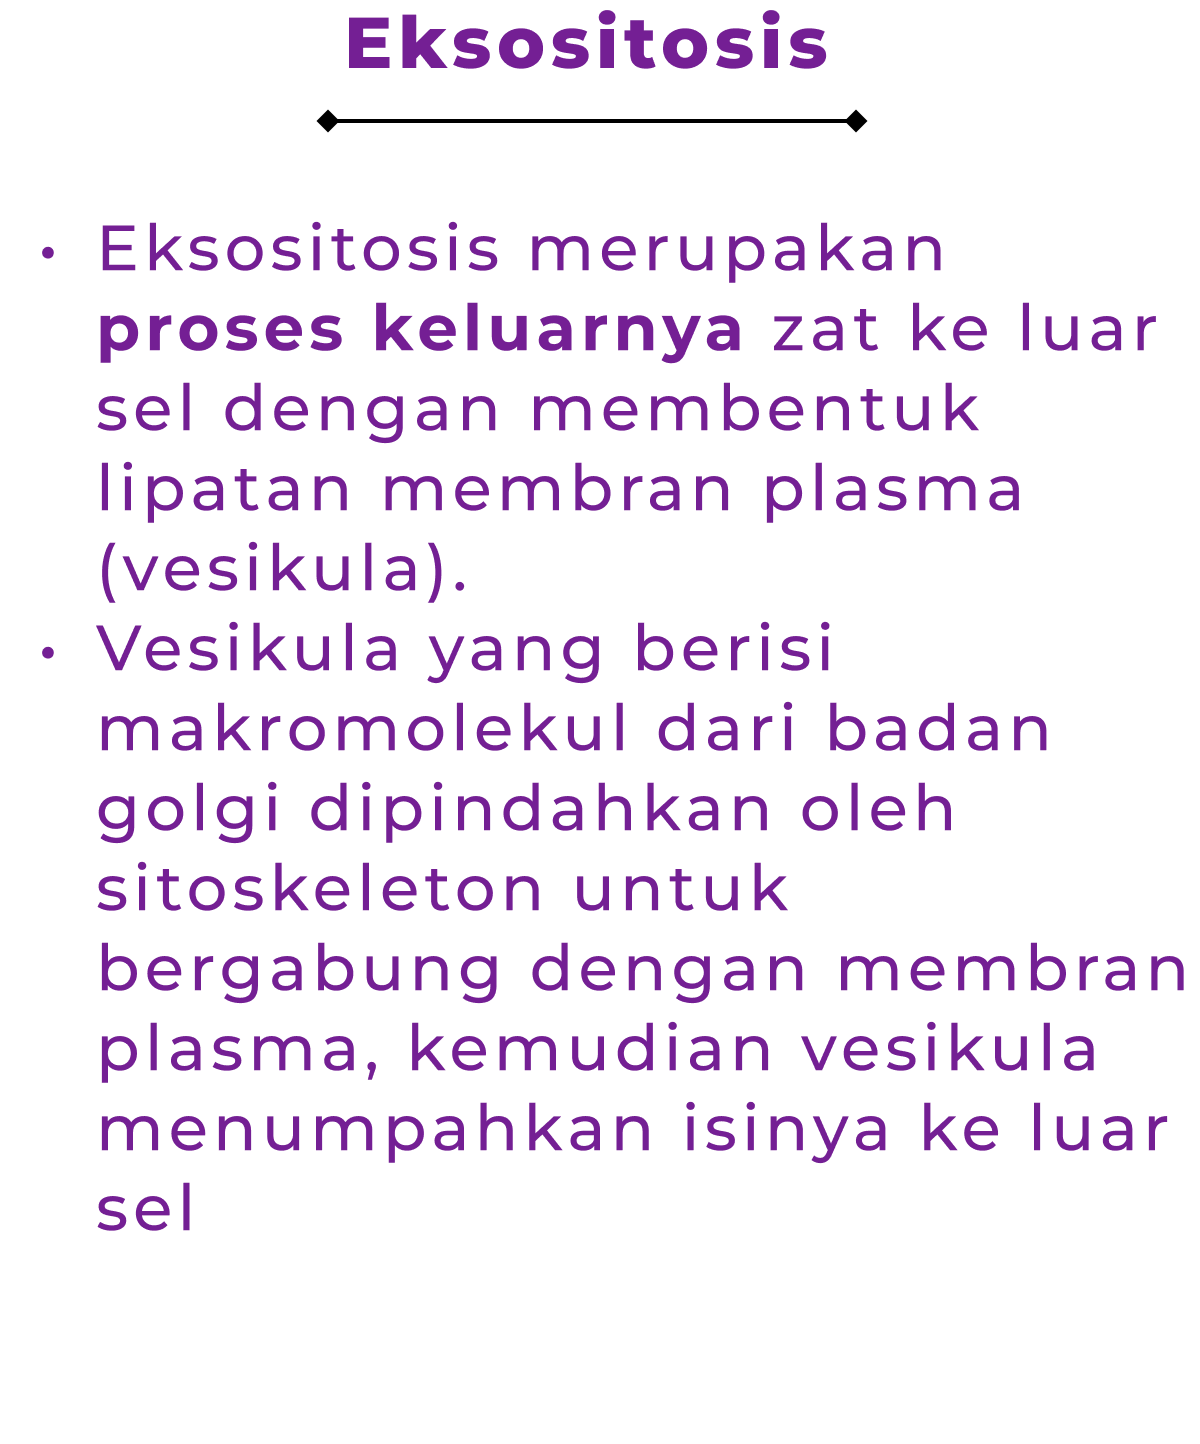 Eksositosis
• Eksositosis merupakan
proses keluarnya zat ke luar
sel dengan membentuk
lipatan membran plasma
(vesikula).
• Vesikula yang berisi
makromolekul dari badan
golgi dipindahkan oleh
sitoskeleton untuk
bergabung dengan membran
plasma, kemudian vesikula
menumpahkan isinya ke luar
sel